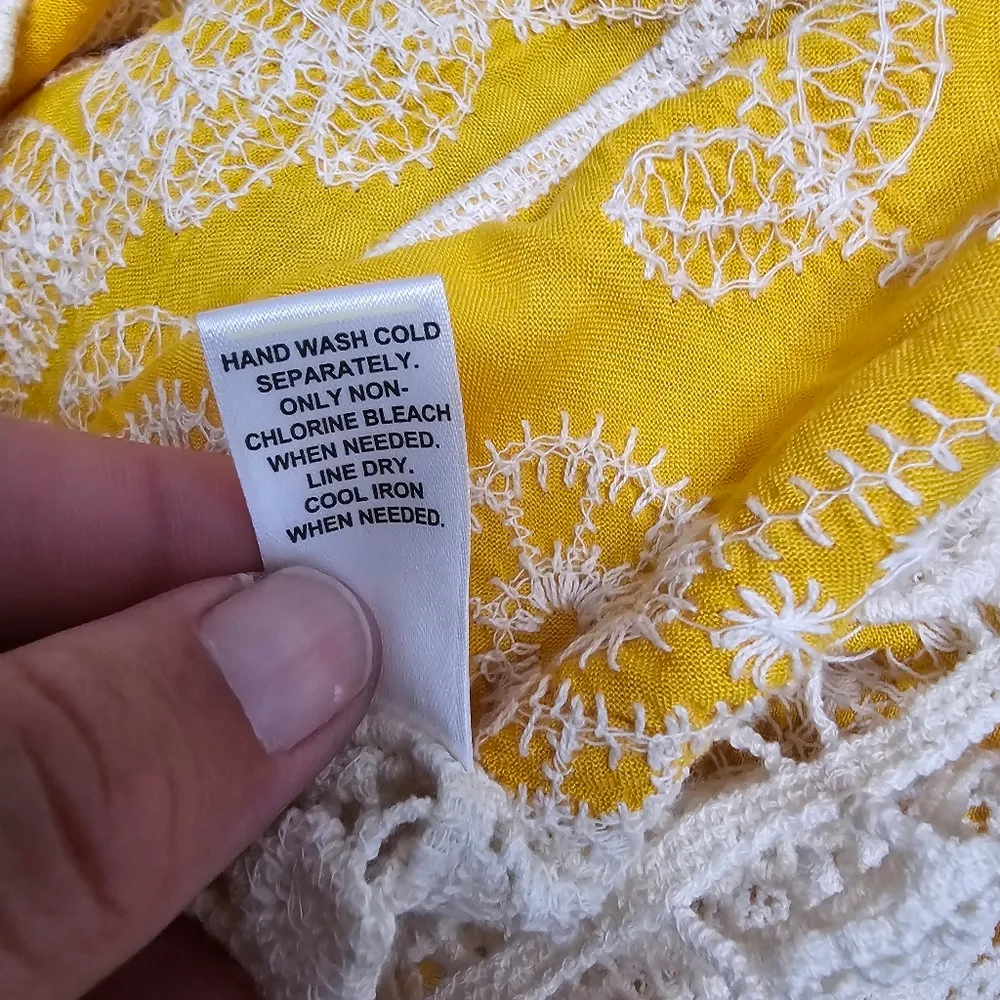 HAND WASH COLD
SEPARATELY.
ONLY NON-
CHLORINE BLEACH
WHEN NEEDED.
LINE DRY.
COOL IRON
WHEN NEEDED.